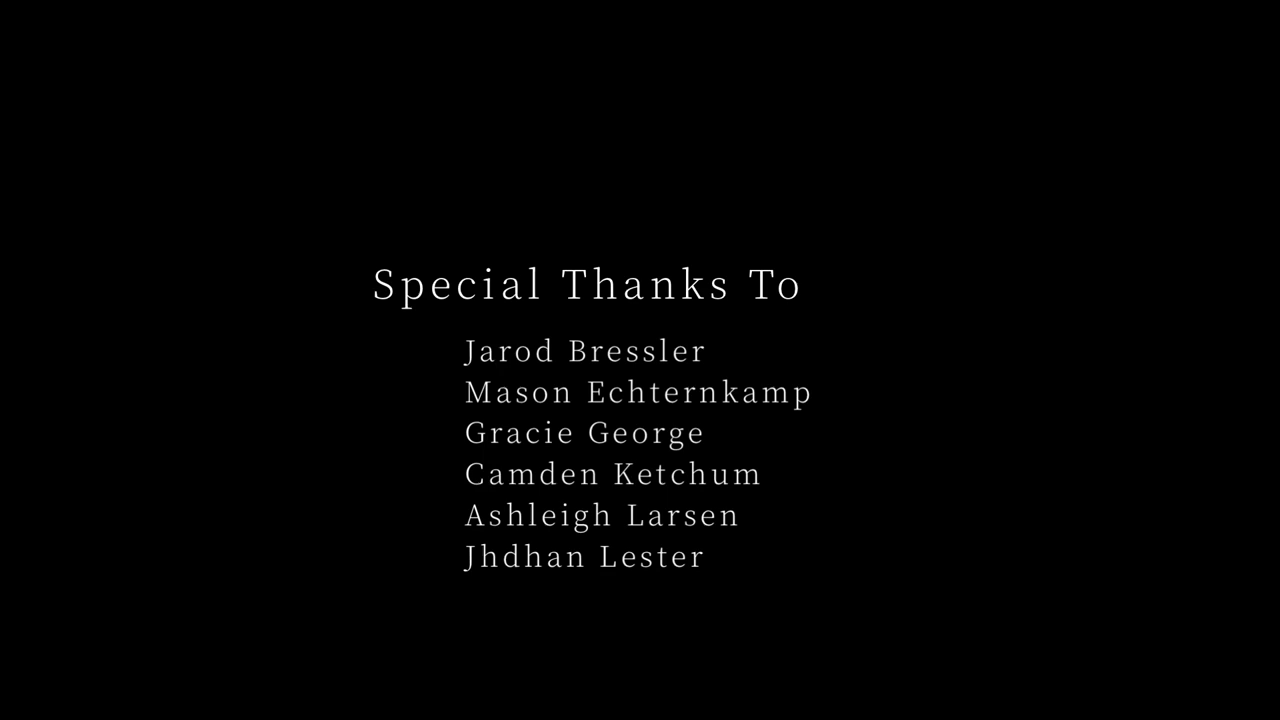 Special Thanks To
Jarod Bressler
Mason Echternkamp
Gracie George
Camden Ketchum
Ashleigh Larsen
Jhdhan Lester